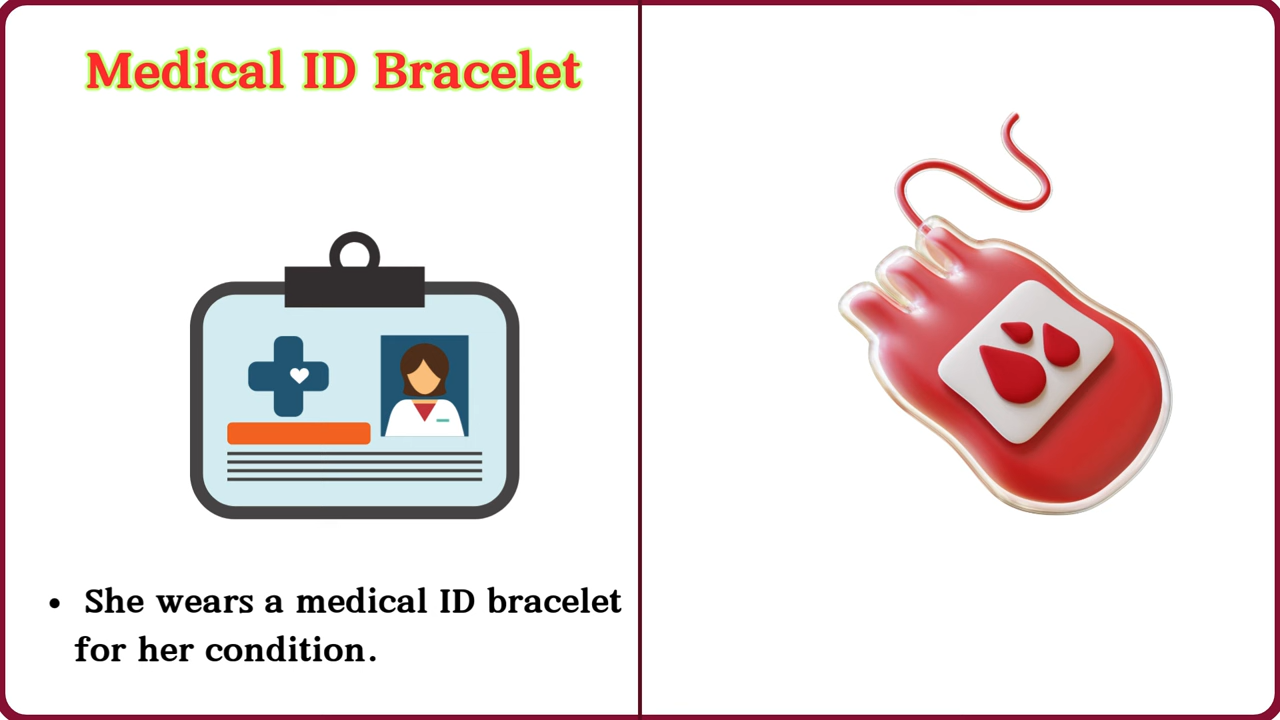 Medical ID Bracelet
• She wears a medical ID bracelet
for her condition.